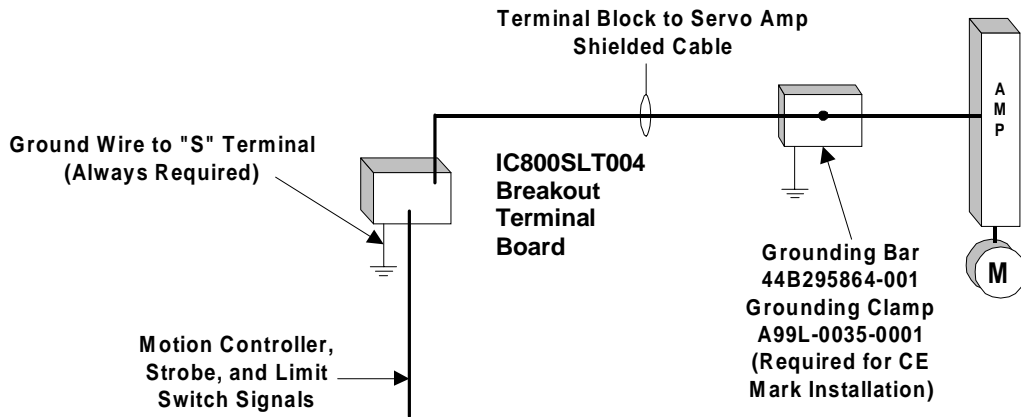 Terminal Block to Servo Amp
Shielded Cable
AMP
Ground Wire to "S" Terminal
(Always Required)
IC800SLT004
Breakout
Terminal
Board
Grounding Bar
44B295864-001
Grounding Clamp
A99L-0035-0001
(Required for CE
Mark Installation)
M
Motion Controller,
Strobe, and Limit
Switch Signals